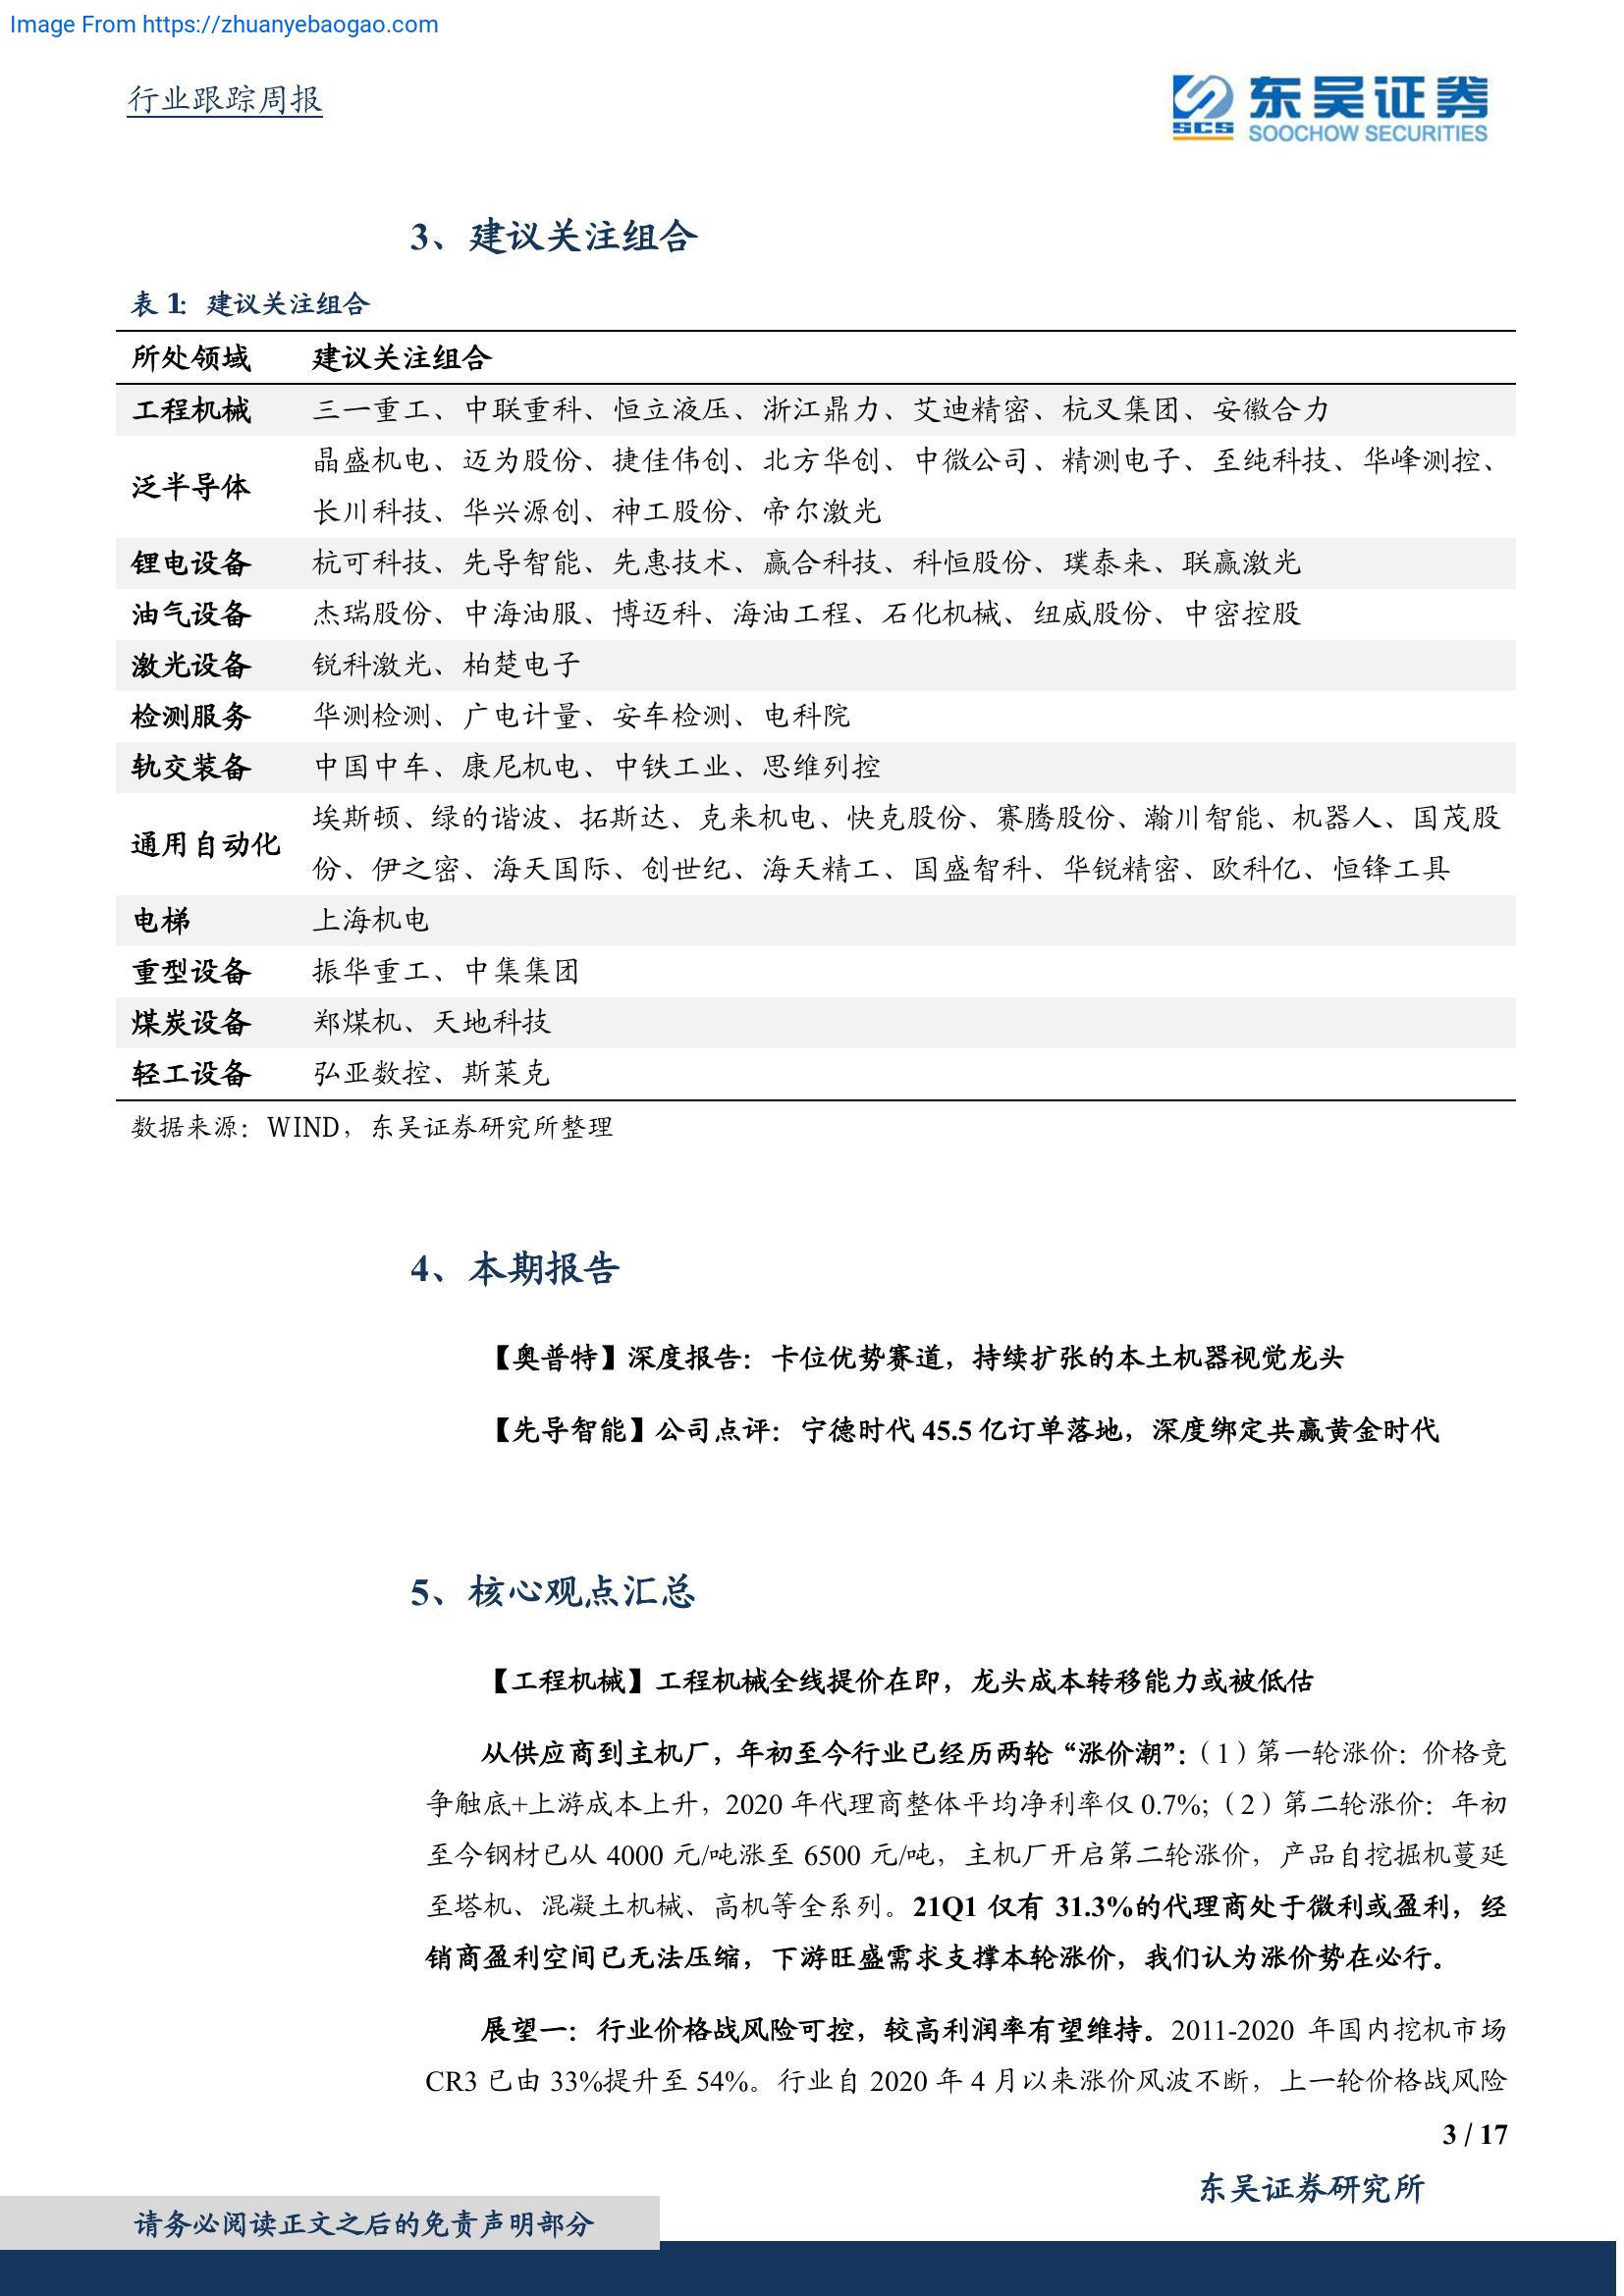 Image From https://zhuanyebaogao.com
行业跟踪周报
东吴证券
SCS
SOOCHOW SECURITIES
3、建议关注组合
表 1：建议关注组合
所处领域 建议关注组合
工程机械 三一重工、中联重科、恒立液压、浙江鼎力、艾迪精密、杭叉集团、安徽合力
泛半导体 晶盛机电、迈为股份、捷佳伟创、北方华创、中微公司、精测电子、至纯科技、华峰测控、
长川科技、华兴源创、神工股份、帝尔激光
锂电设备 杭可科技、先导智能、先惠技术、赢合科技、科恒股份、璞泰来、联赢激光
油气设备 杰瑞股份、中海油服、博迈科、海油工程、石化机械、纽威股份、中密控股
激光设备 锐科激光、柏楚电子
检测服务 华测检测、广电计量、安车检测、电科院
轨交装备 中国中车、康尼机电、中铁工业、思维列控
通用自动化 埃斯顿、绿的谐波、拓斯达、克来机电、快克股份、赛腾股份、瀚川智能、机器人、国茂股
份、伊之密、海天国际、创世纪、海天精工、国盛智科、华锐精密、欧科亿、恒锋工具
电梯 上海机电
重型设备 振华重工、中集集团
煤炭设备 郑煤机、天地科技
轻工设备 弘亚数控、斯莱克
数据来源：WIND，东吴证券研究所整理
4、本期报告
【奥普特】深度报告：卡位优势赛道，持续扩张的本土机器视觉龙头
【先导智能】公司点评：宁德时代 45.5 亿订单落地，深度绑定共赢黄金时代
5、核心观点汇总
【工程机械】工程机械全线提价在即，龙头成本转移能力或被低估
从供应商到主机厂，年初至今行业已经历两轮“涨价潮”：（1）第一轮涨价：价格竞
争触底+上游成本上升，2020 年代理商整体平均净利率仅 0.7%;（2）第二轮涨价：年初
至今钢材已从 4000 元/吨涨至 6500 元/吨，主机厂开启第二轮涨价，产品自挖掘机蔓延
至塔机、混凝土机械、高机等全系列。21Q1 仅有 31.3%的代理商处于微利或盈利，经
销商盈利空间已无法压缩，下游旺盛需求支撑本轮涨价，我们认为涨价势在必行。
展望一：行业价格战风险可控，较高利润率有望维持。2011-2020 年国内挖机市场
CR3 已由 33%提升至 54%。行业自 2020 年 4 月以来涨价风波不断，上一轮价格战风险
3 / 17
东吴证券研究所
请务必阅读正文之后的免责声明部分